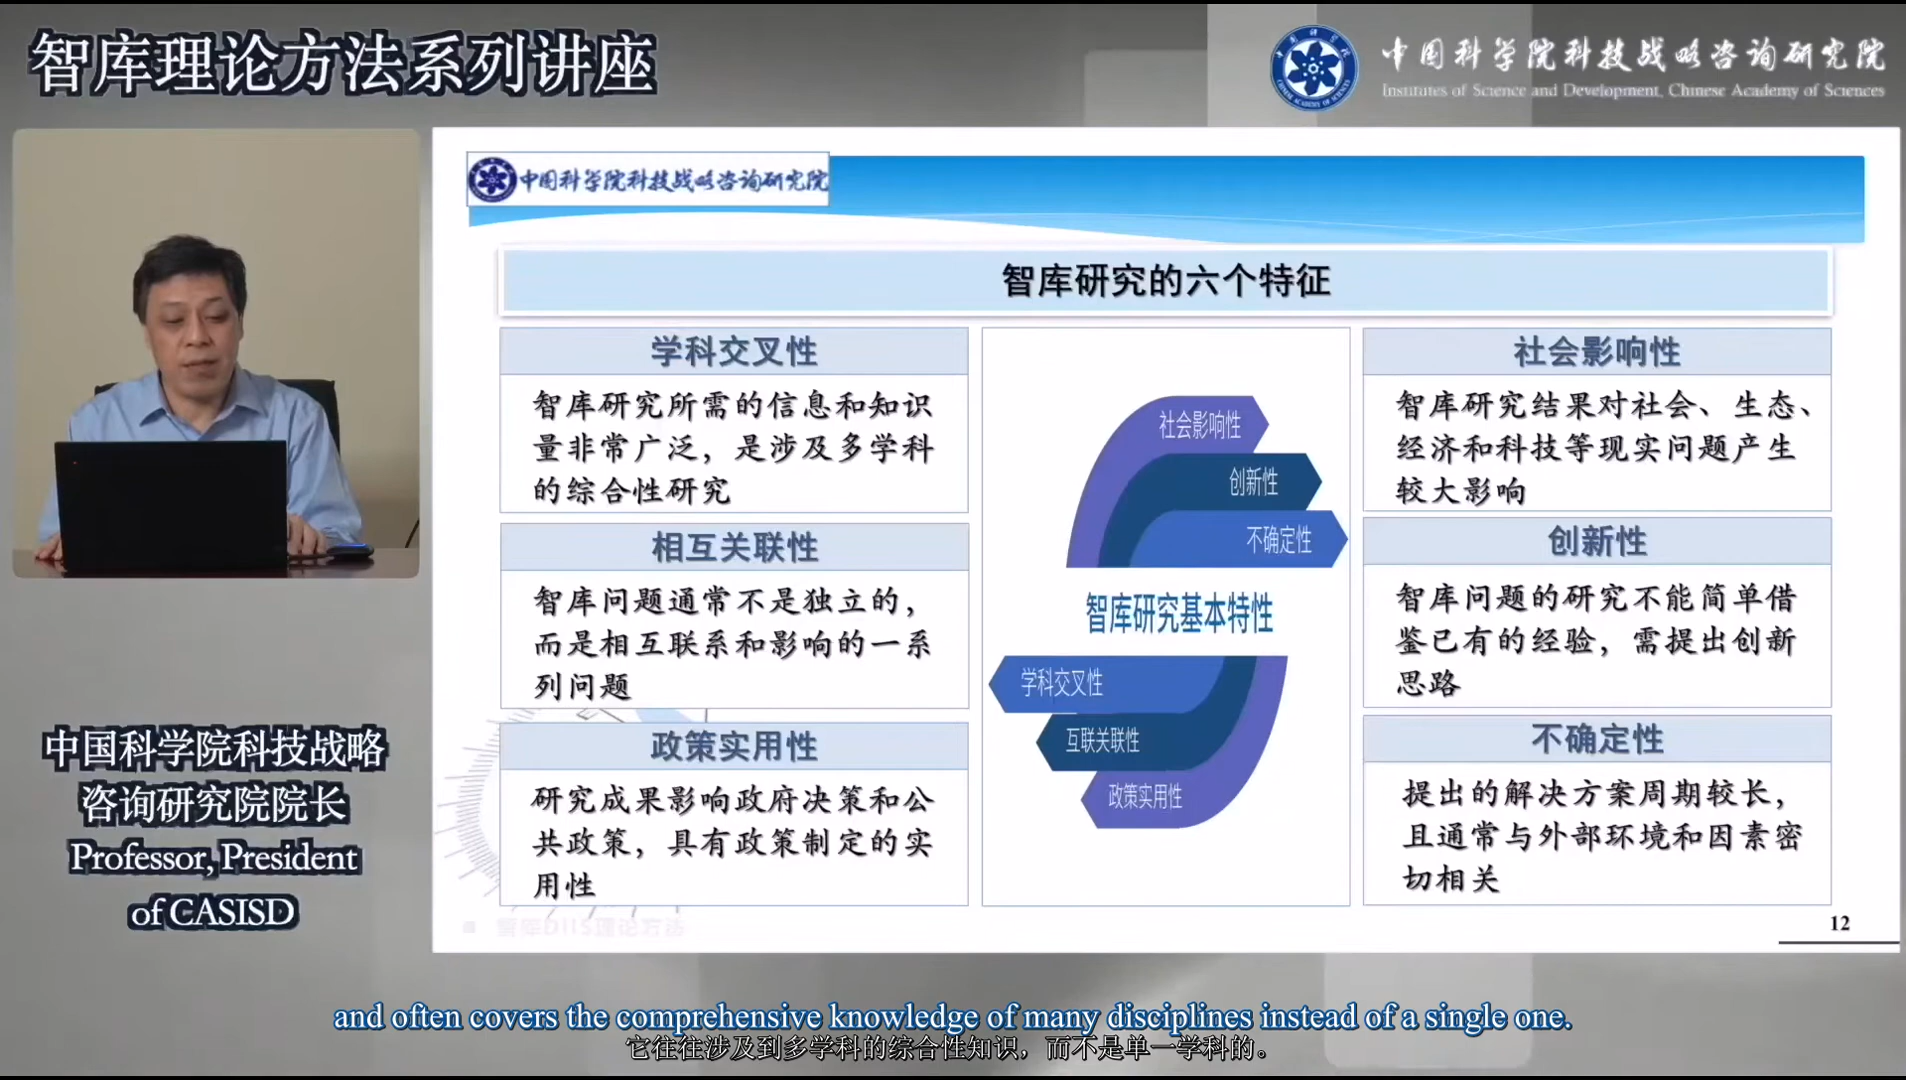 智库理论方法系列讲座
中国科学院科技战略咨询研究院
Institutes of Science and Development, Chinese Academy of Sciences
中国科学院科技战略咨询研究院
智库研究的六个特征
学科交叉性
智库研究所需的信息和知识
量非常广泛，是涉及多学科
的综合性研究
相互关联性
智库问题通常不是独立的，
而是相互联系和影响的一系
列问题
政策实用性
研究成果影响政府决策和公
共政策，具有政策制定的实
用性
社会影响性
创新性
不确定性
智库研究基本特性
学科交叉性
互联关联性
政策实用性
社会影响性
智库研究结果对社会、生态、
经济和科技等现实问题产生
较大影响
创新性
智库问题的研究不能简单借
鉴已有的经验，需提出创新
思路
不确定性
提出的解决方案周期较长，
且通常与外部环境和因素密
切相关
智库DIIS理论方法
12
中国科学院科技战略
咨询研究院院长
Professor, President
of CASISD
and often covers the comprehensive knowledge of many disciplines instead of a single one.
它往往涉及到多学科的综合性知识，而不是单一学科的。